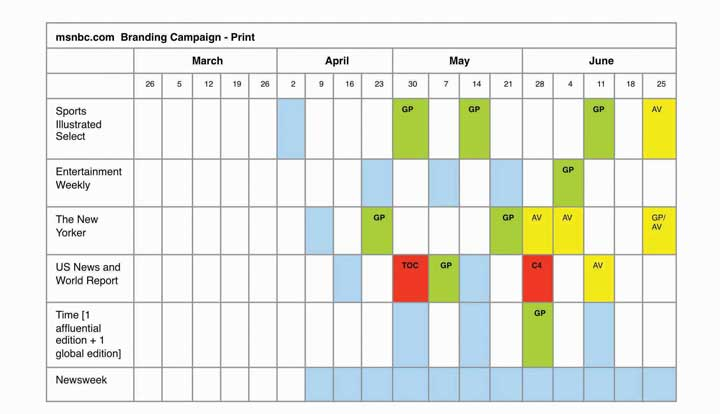 msnbc.com Branding Campaign - Print
March April May June
26 5 12 19 26 2 9 16 23 30 7 14 21 28 4 11 18 25
Sports
Illustrated
Select
GP GP GP AV
Entertainment
Weekly
GP
The New
Yorker
GP GP AV AV GP/
AV
US News and
World Report
TOC GP C4 AV
Time [1
affluential
edition + 1
global edition]
GP
Newsweek